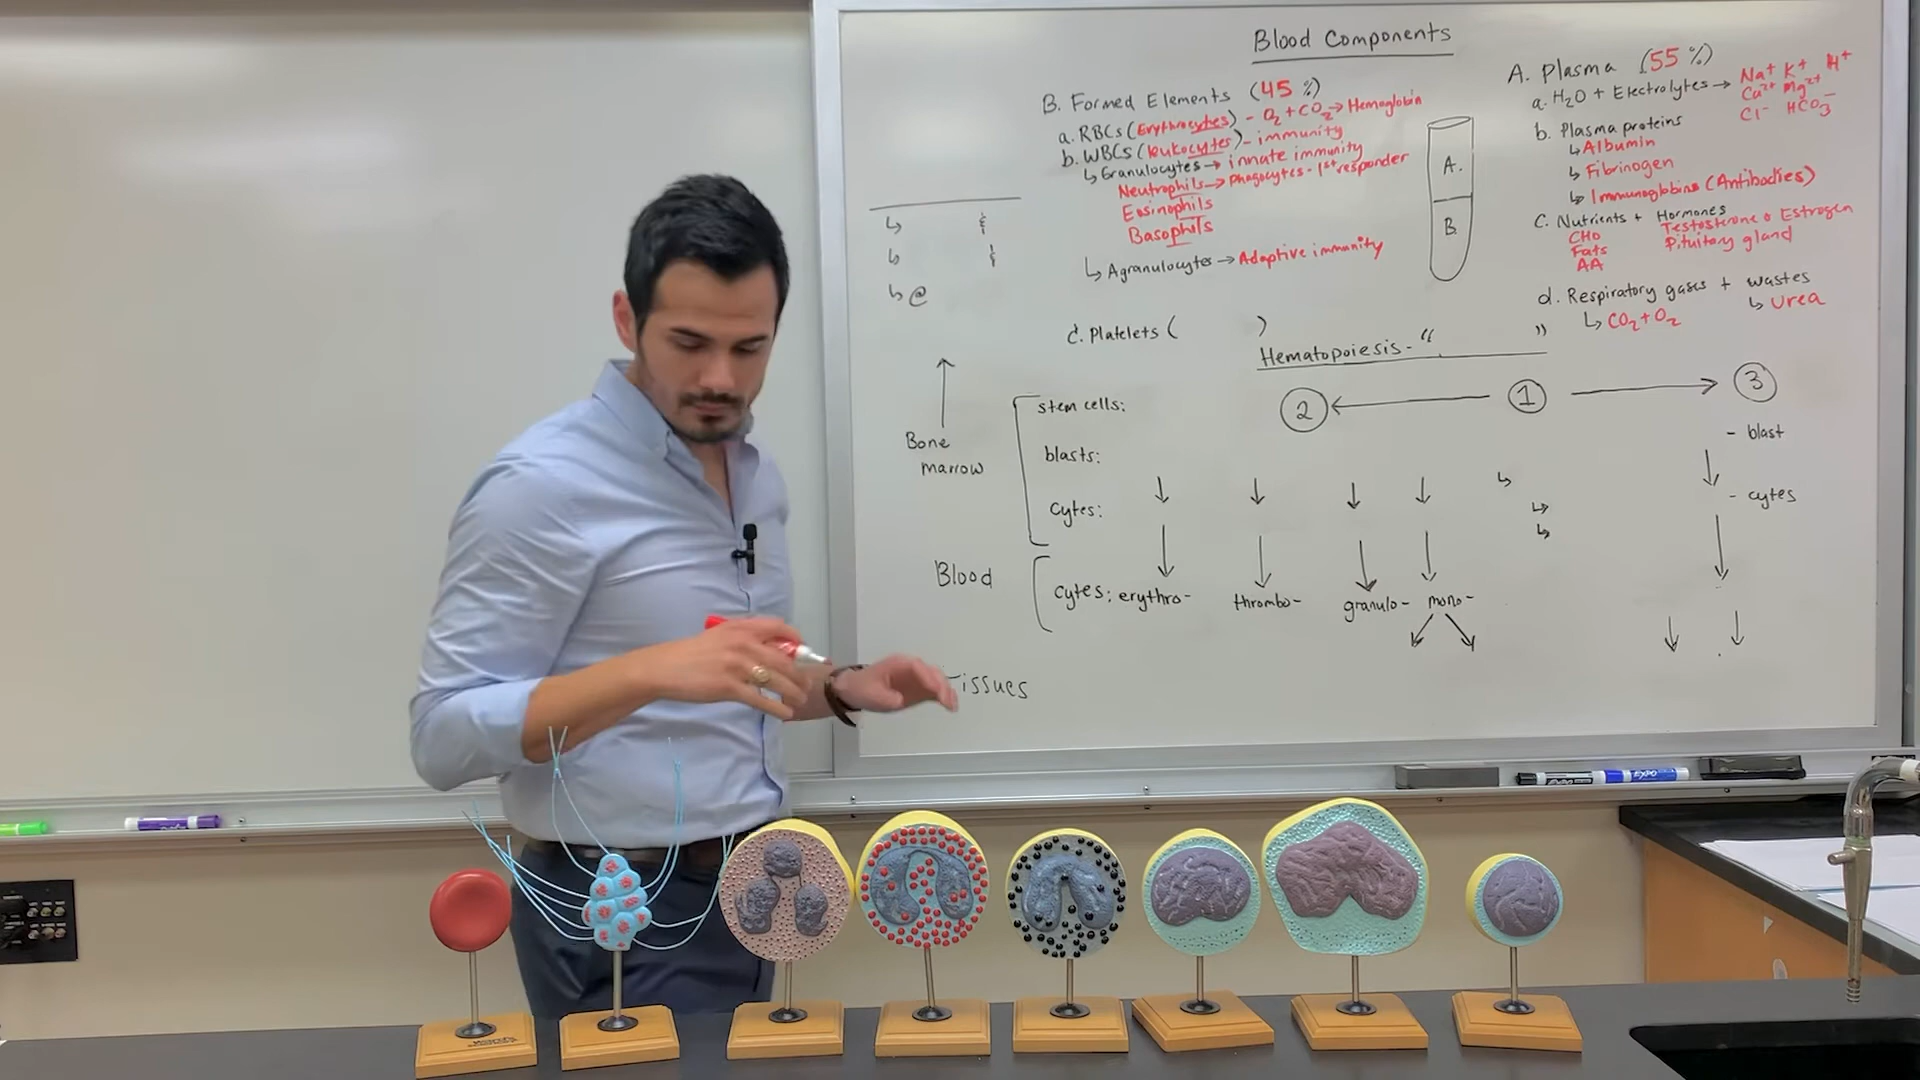 Blood Components
B. Formed Elements (45 %)
a. RBCs (Erythrocytes) - O₂ + CO₂ → Hemoglobin
b. WBCs (leukocytes) - immunity
↳ Granulocytes → innate immunity
Neutrophils → Phagocytes - 1st responder
Eosinophils
Basophils
↳ Agranulocytes → Adaptive immunity
c. Platelets ( )
A.
B
A. Plasma (55 %)
a. H₂O + Electrolytes → Na⁺ K⁺ H⁺
Ca²⁺ Mg²⁺
Cl⁻ HCO₃⁻
b. Plasma proteins
↳ Albumin
↳ Fibrinogen
↳ Immunoglobins (Antibodies)
C. Nutrients + Hormones
CHO Testosterone + Estrogen
Fats Pituitary gland
AA
d. Respiratory gases + wastes
↳ CO₂ + O₂ ↳ Urea
↳
↳
↳ @
Hematopoiesis - “ ”
2 ← 1 → 3
Bone
marrow
stem cells:
blasts:
Cytes:
- blast
- cytes
Blood
cytes: erythro- thrombo- granulo- mono-
Tissues
EXPO
EXPO